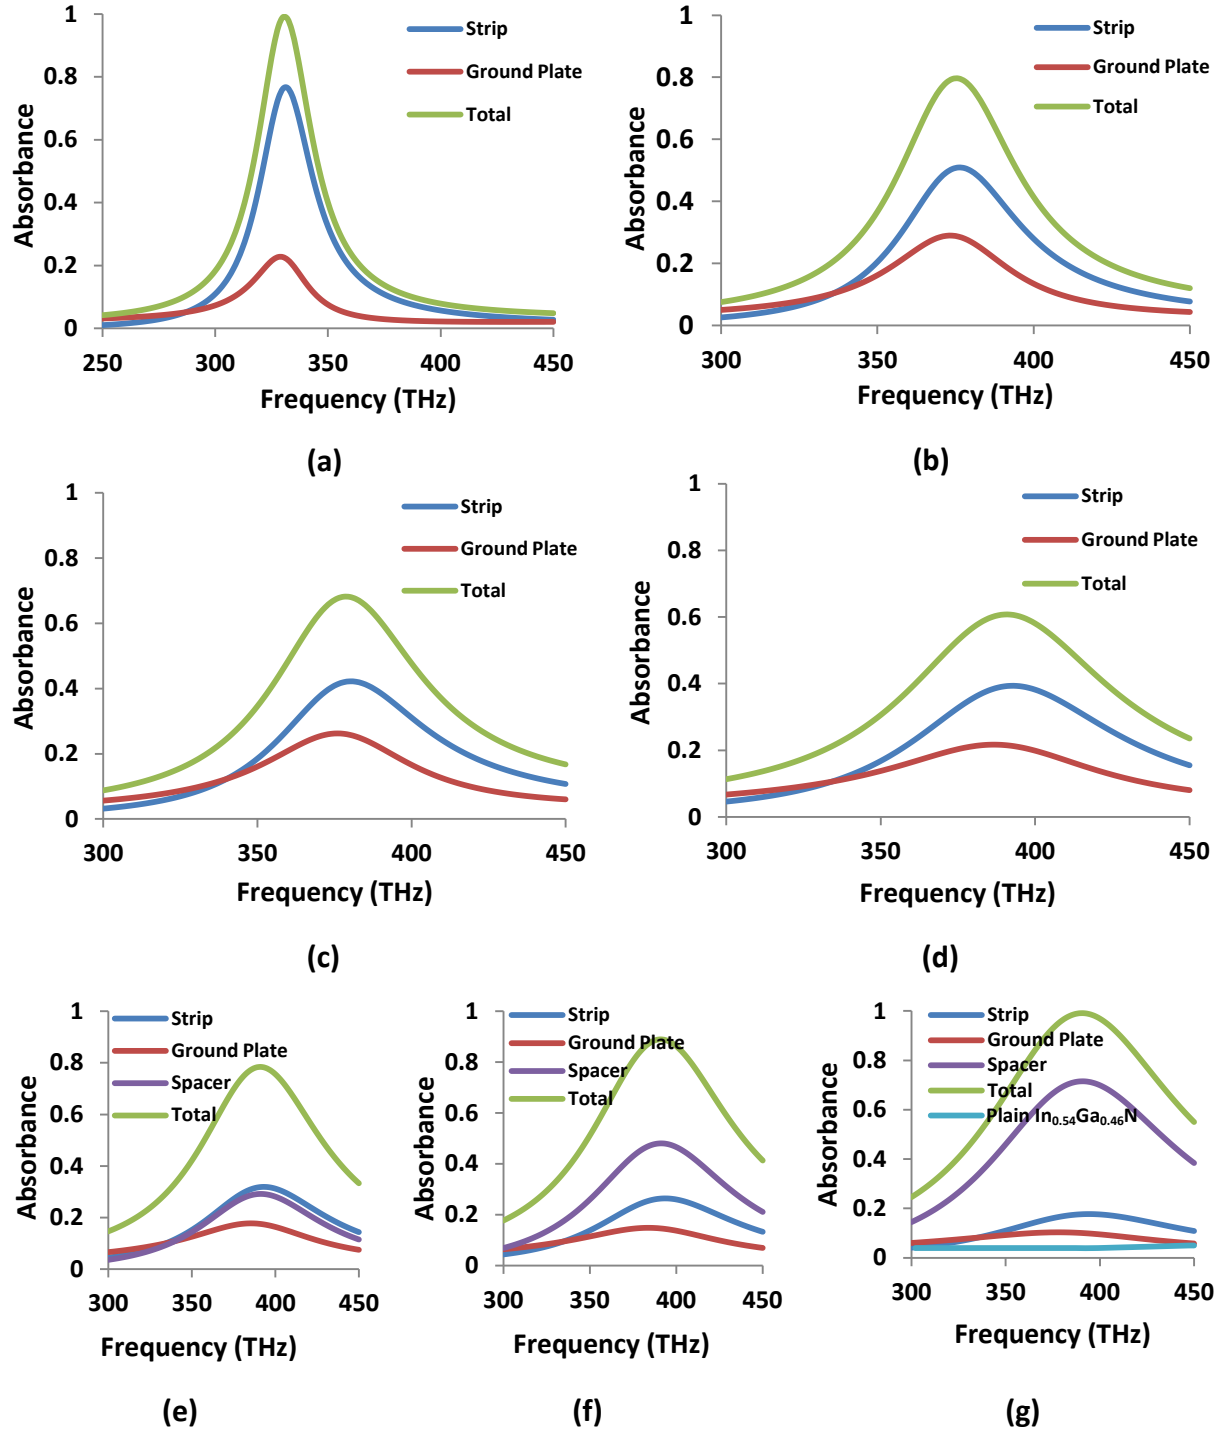 1
0.8
0.6
0.4
0.2
0
250
300
350
400
450
Absorbance
Frequency (THz)
Strip
Ground Plate
Total
(a)
1
0.8
0.6
0.4
0.2
0
300
350
400
450
Absorbance
Frequency (THz)
Strip
Ground Plate
Total
(b)
1
0.8
0.6
0.4
0.2
0
300
350
400
450
Absorbance
Frequency (THz)
Strip
Ground Plate
Total
(c)
1
0.8
0.6
0.4
0.2
0
300
350
400
450
Absorbance
Frequency (THz)
Strip
Ground Plate
Total
(d)
1
0.8
0.6
0.4
0.2
0
300
350
400
450
Absorbance
Frequency (THz)
Strip
Ground Plate
Spacer
Total
(e)
1
0.8
0.6
0.4
0.2
0
300
350
400
450
Absorbance
Frequency (THz)
Strip
Ground Plate
Spacer
Total
(f)
1
0.8
0.6
0.4
0.2
0
300
350
400
450
Absorbance
Frequency (THz)
Strip
Ground Plate
Spacer
Total
Plain In0.54Ga0.46N
(g)